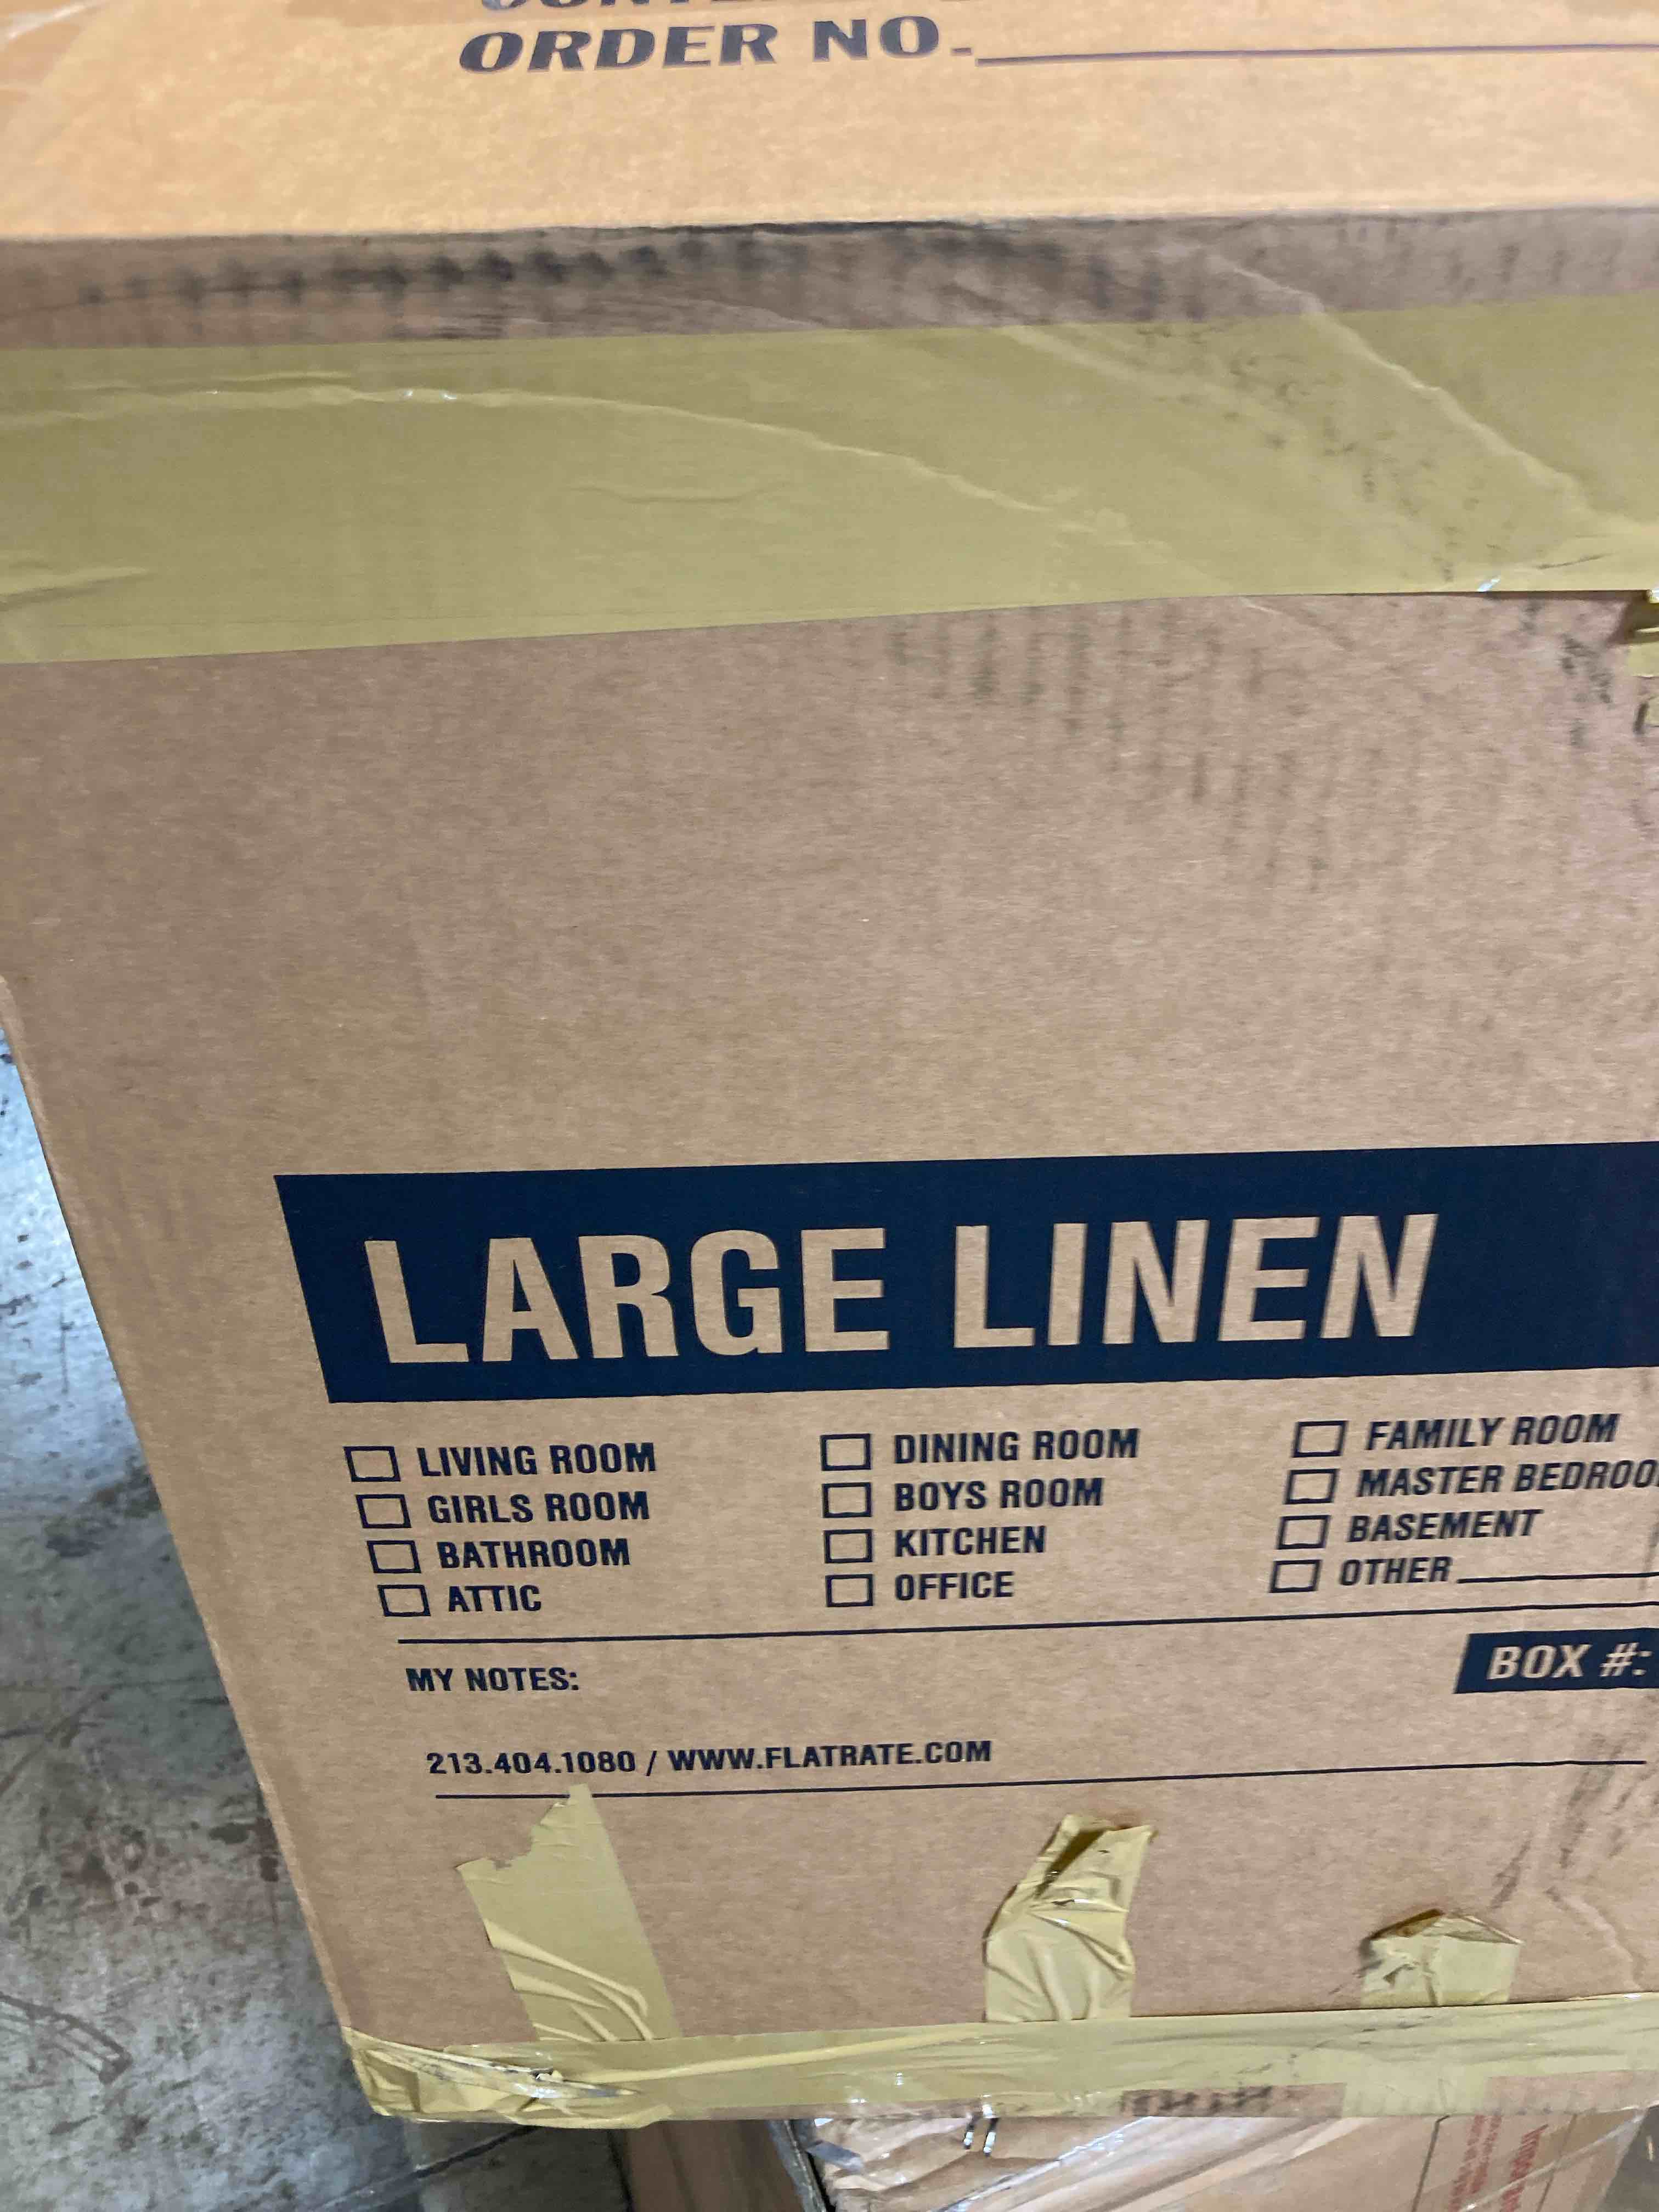 ORDER NO.
LARGE LINEN
LIVING ROOM DINING ROOM FAMILY ROOM
GIRLS ROOM BOYS ROOM MASTER
BATHROOM KITCHEN BASEMENT
ATTIC OFFICE OTHER
MY NOTES: BOX #:
213.404.1080 / WWW.FLATRATE.COM